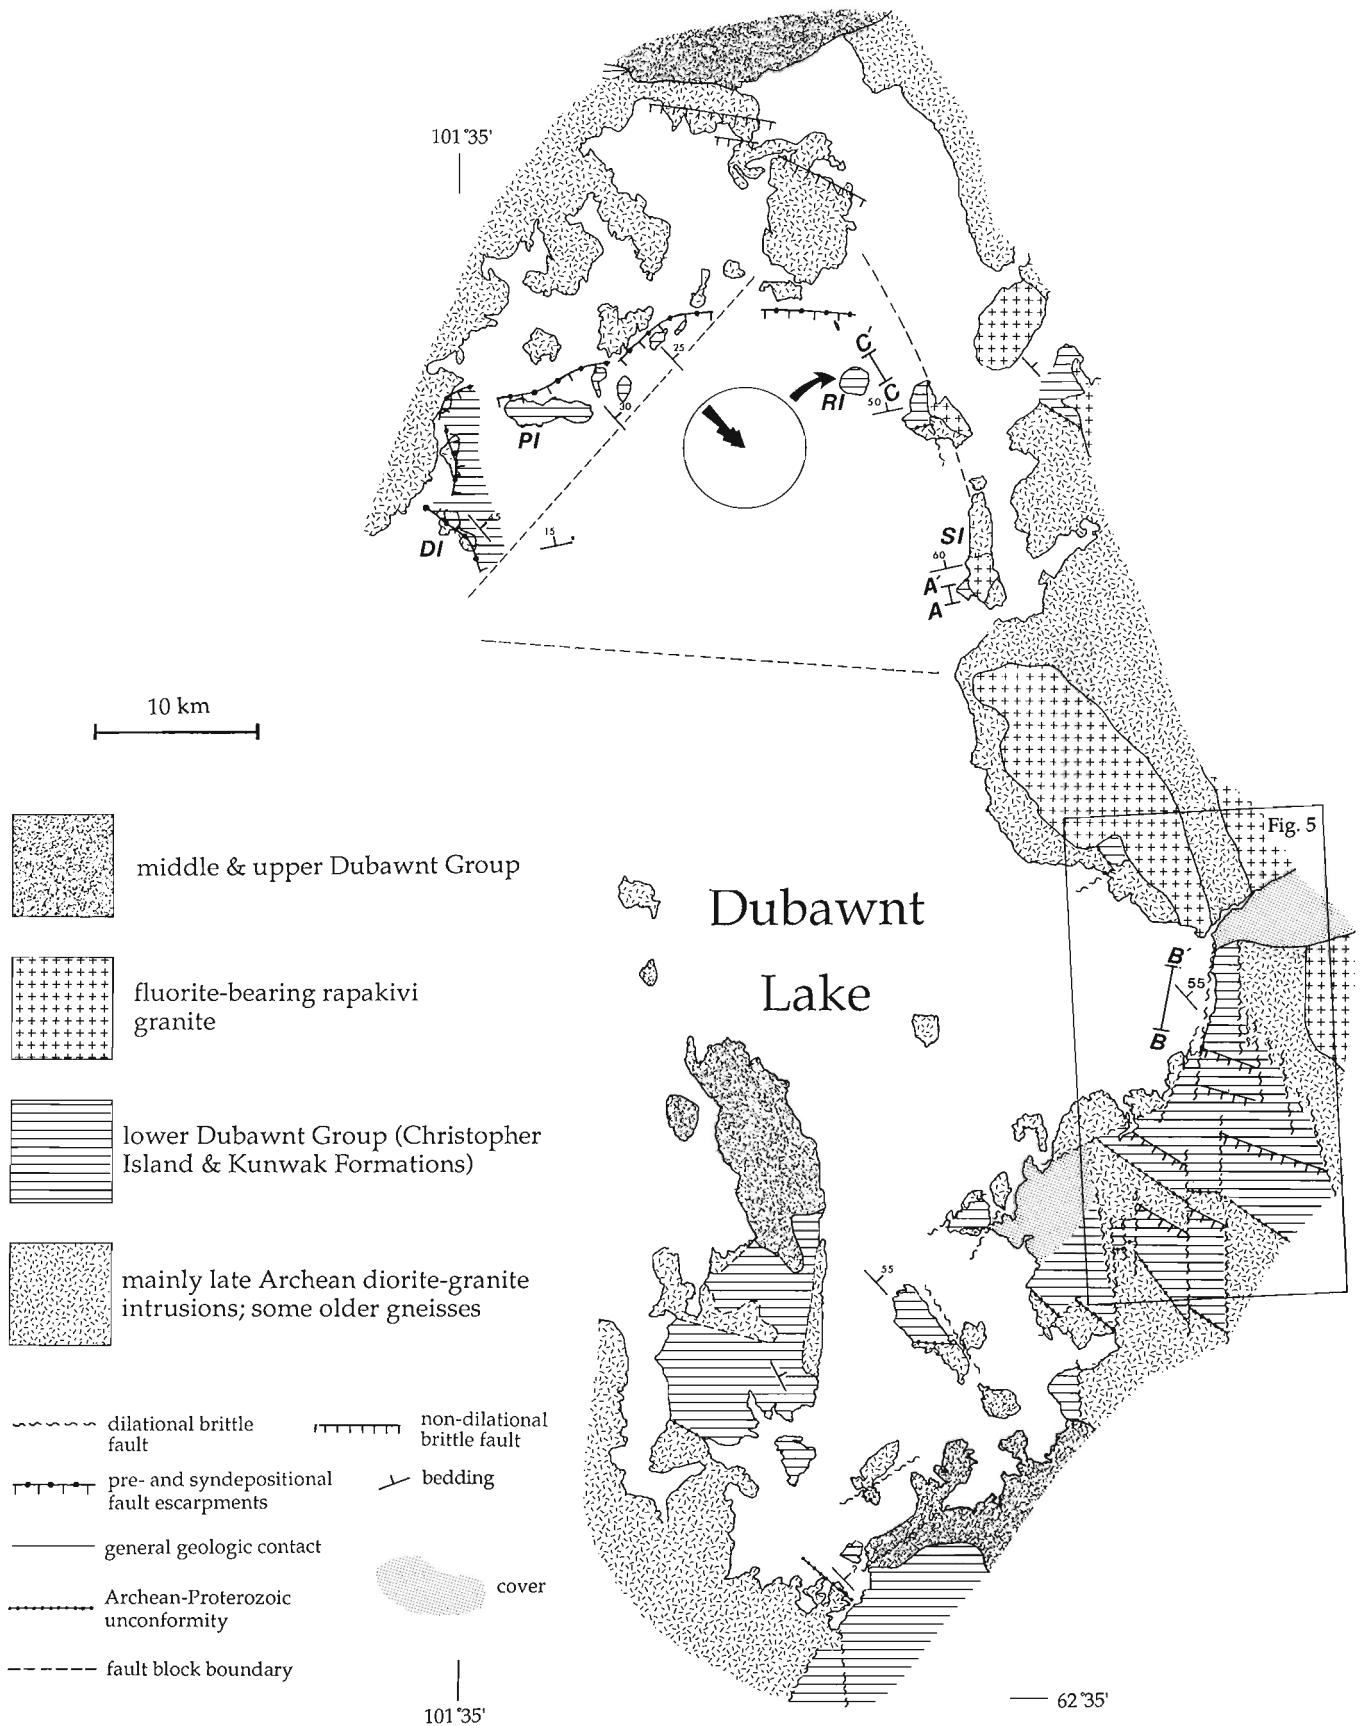 101°35'
25
C'
C
50
RI
30
PI
45
15
DI
SI
60
A'
A
10 km
Fig. 5
middle & upper Dubawnt Group
Dubawnt
Lake
B'
55
B
fluorite-bearing rapakivi
granite
lower Dubawnt Group (Christopher
Island & Kunwak Formations)
mainly late Archean diorite-granite
intrusions; some older gneisses
55
dilational brittle
fault
non-dilational
brittle fault
pre- and syndepositional
fault escarpments
bedding
general geologic contact
cover
Archean-Proterozoic
unconformity
fault block boundary
101°35'
62°35'